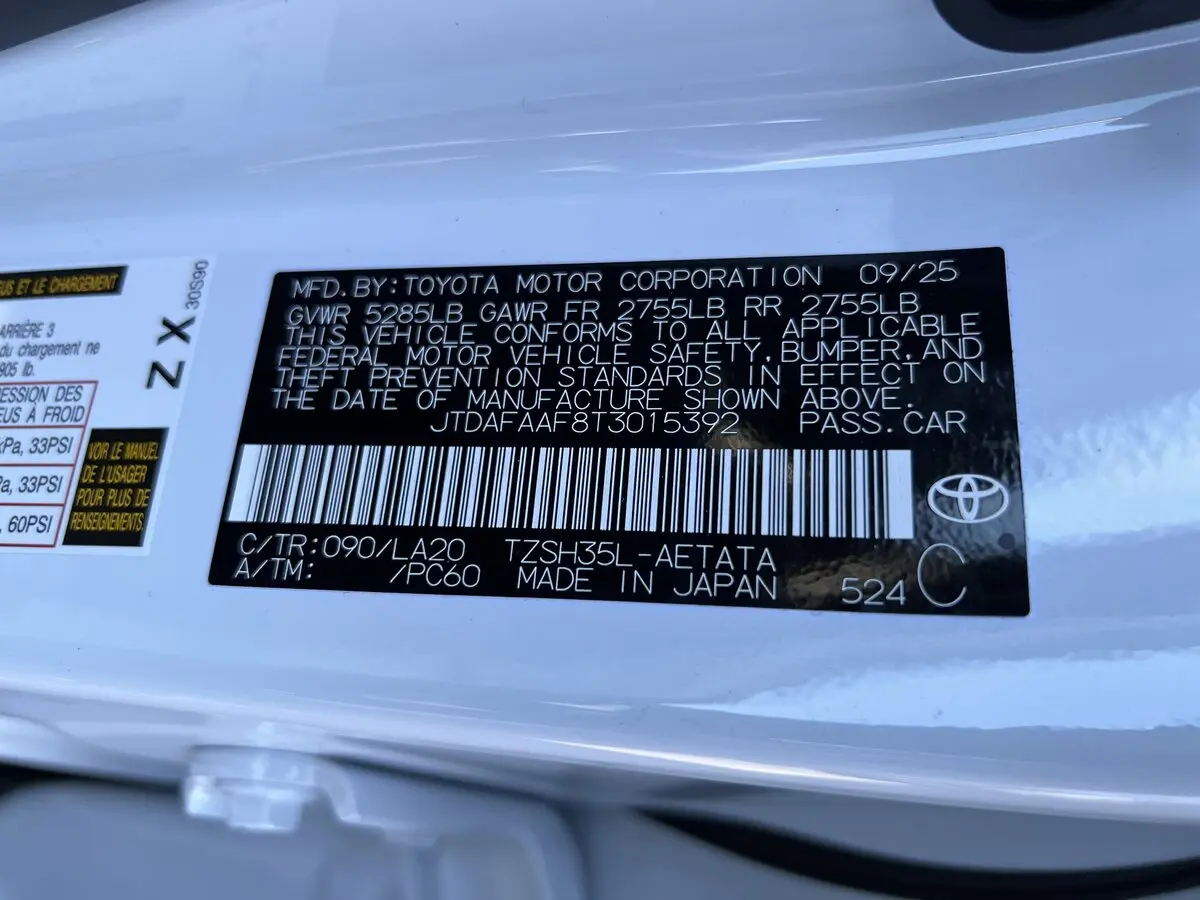 US ET LE CHARGEMENT
ARRIÈRE 3
du chargement ne
905 lb.
ESSION DES
EUS À FROID
kPa, 33PSI
Pa, 33PSI
, 60PSI
VOIR LE MANUEL
DE L'USAGER
POUR PLUS DE
RENSEIGNEMENTS
ZX
30S90
MFD. BY: TOYOTA MOTOR CORPORATION 09/25
GVWR 5285LB GAWR FR 2755LB RR 2755LB
THIS VEHICLE CONFORMS TO ALL APPLICABLE
FEDERAL MOTOR VEHICLE SAFETY, BUMPER, AND
THEFT PREVENTION STANDARDS IN EFFECT ON
THE DATE OF MANUFACTURE SHOWN ABOVE.
JTDAFAAF8T3015392 PASS. CAR
C/TR: 090/LA20 TZSH35L-AETATA
A/TM: /PC60 MADE IN JAPAN 524 C